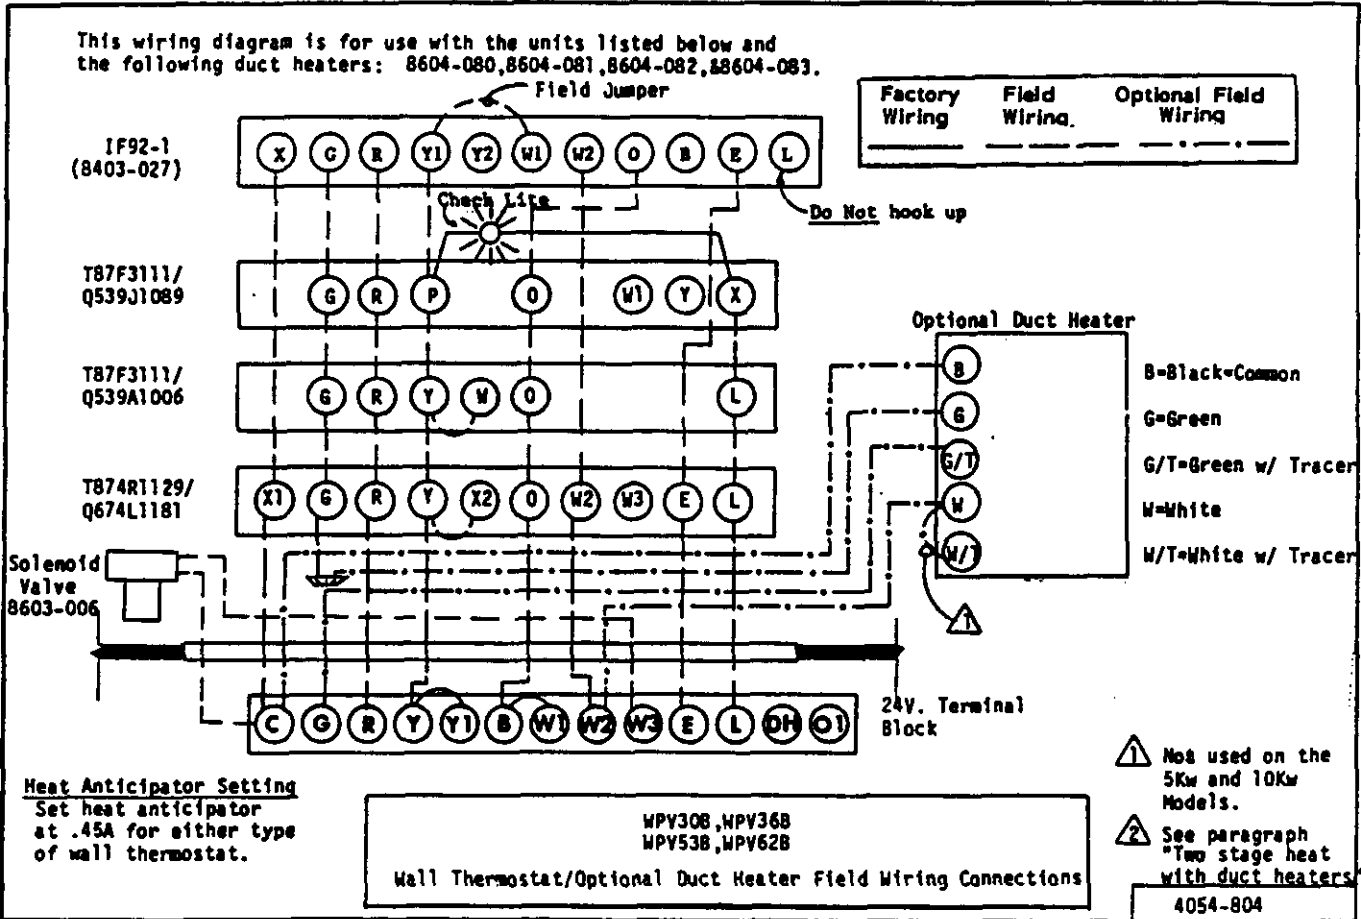 This wiring diagram is for use with the units listed below and
the following duct heaters: 8604-080,8604-081,8604-082,&8604-083.
Field Jumper
Factory Wiring
Field Wiring.
Optional Field Wiring
IF92-1
(8403-027)
X G R Y1 Y2 W1 W2 O B E L
Check Lite
Do Not hook up
T87F3111/
Q539J1089
G R P O W1 Y X
Optional Duct Heater
T87F3111/
Q539A1006
G R Y W O L
B B=Black=Common
G G=Green
G/T G/T=Green w/ Tracer
W W=White
W/T W/T=White w/ Tracer
T874R1129/
Q674L1181
X1 G R Y X2 O W2 W3 E L
Solenoid
Valve
8603-006
1
C G R Y Y1 B W1 W2 W3 E L DH O1
24V. Terminal
Block
Heat Anticipator Setting
Set heat anticipator
at .45A for either type
of wall thermostat.
WPV30B,WPV36B
WPV53B,WPV62B
Wall Thermostat/Optional Duct Heater Field Wiring Connections
1 Not used on the
5Kw and 10Kw
Models.
2 See paragraph
"Two stage heat
with duct heaters"
4054-804